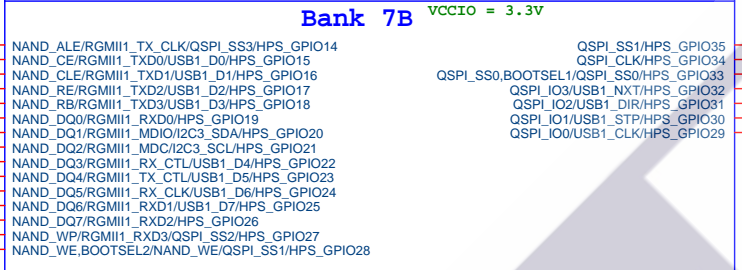 Bank 7B VCCIO = 3.3V
NAND_ALE/RGMII1_TX_CLK/QSPI_SS3/HPS_GPIO14
NAND_CE/RGMII1_TXD0/USB1_D0/HPS_GPIO15
NAND_CLE/RGMII1_TXD1/USB1_D1/HPS_GPIO16
NAND_RE/RGMII1_TXD2/USB1_D2/HPS_GPIO17
NAND_RB/RGMII1_TXD3/USB1_D3/HPS_GPIO18
NAND_DQ0/RGMII1_RXD0/HPS_GPIO19
NAND_DQ1/RGMII1_MDIO/I2C3_SDA/HPS_GPIO20
NAND_DQ2/RGMII1_MDC/I2C3_SCL/HPS_GPIO21
NAND_DQ3/RGMII1_RX_CTL/USB1_D4/HPS_GPIO22
NAND_DQ4/RGMII1_TX_CTL/USB1_D5/HPS_GPIO23
NAND_DQ5/RGMII1_RX_CLK/USB1_D6/HPS_GPIO24
NAND_DQ6/RGMII1_RXD1/USB1_D7/HPS_GPIO25
NAND_DQ7/RGMII1_RXD2/HPS_GPIO26
NAND_WP/RGMII1_RXD3/QSPI_SS2/HPS_GPIO27
NAND_WE,BOOTSEL2/NAND_WE/QSPI_SS1/HPS_GPIO28
QSPI_SS1/HPS_GPIO35
QSPI_CLK/HPS_GPIO34
QSPI_SS0,BOOTSEL1/QSPI_SS0/HPS_GPIO33
QSPI_IO3/USB1_NXT/HPS_GPIO32
QSPI_IO2/USB1_DIR/HPS_GPIO31
QSPI_IO1/USB1_STP/HPS_GPIO30
QSPI_IO0/USB1_CLK/HPS_GPIO29